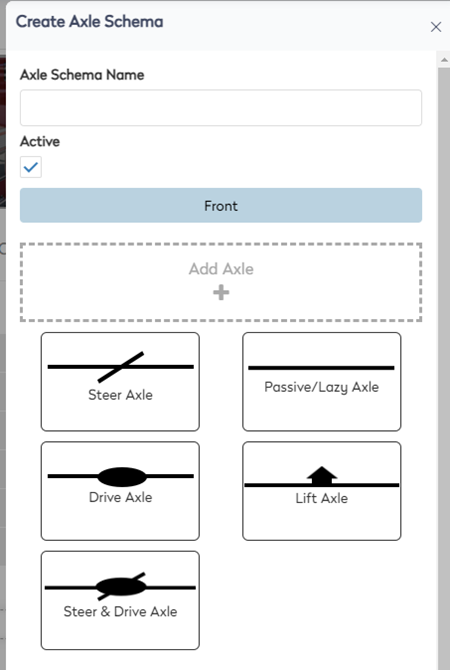 Create Axle Schema
Axle Schema Name
Active
Front
Add Axle
Steer Axle
Passive/Lazy Axle
Drive Axle
Lift Axle
Steer & Drive Axle